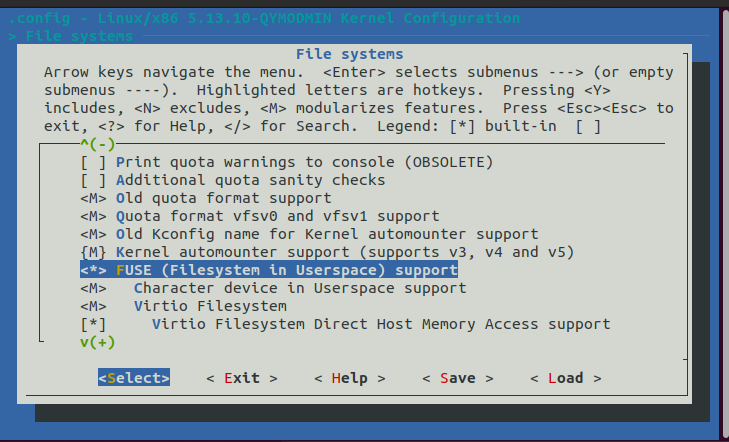 .config - Linux/x86 5.13.10-QYMODMIN Kernel Configuration
> File systems
File systems
Arrow keys navigate the menu.  <Enter> selects submenus ---> (or empty
submenus ----).  Highlighted letters are hotkeys.  Pressing <Y>
includes, <N> excludes, <M> modularizes features.  Press <Esc><Esc> to
exit, <?> for Help, </> for Search.  Legend: [*] built-in  [ ]
^(-)
[ ] Print quota warnings to console (OBSOLETE)
[ ] Additional quota sanity checks
<M> Old quota format support
<M> Quota format vfsv0 and vfsv1 support
<M> Old Kconfig name for Kernel automounter support
{M} Kernel automounter support (supports v3, v4 and v5)
<*> FUSE (Filesystem in Userspace) support
<M>   Character device in Userspace support
<M>   Virtio Filesystem
[*]     Virtio Filesystem Direct Host Memory Access support
v(+)
<Select>    < Exit >    < Help >    < Save >    < Load >